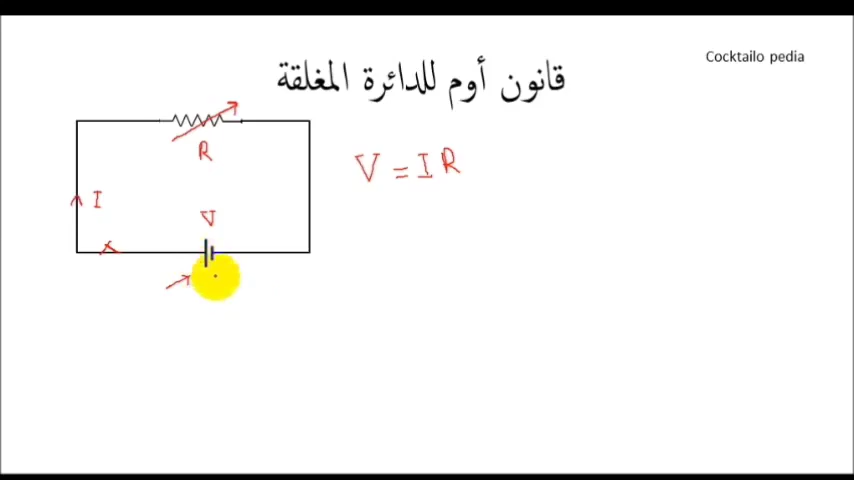 Cocktailo pedia
قانون أوم للدائرة المغلقة
R
V = I R
I
V